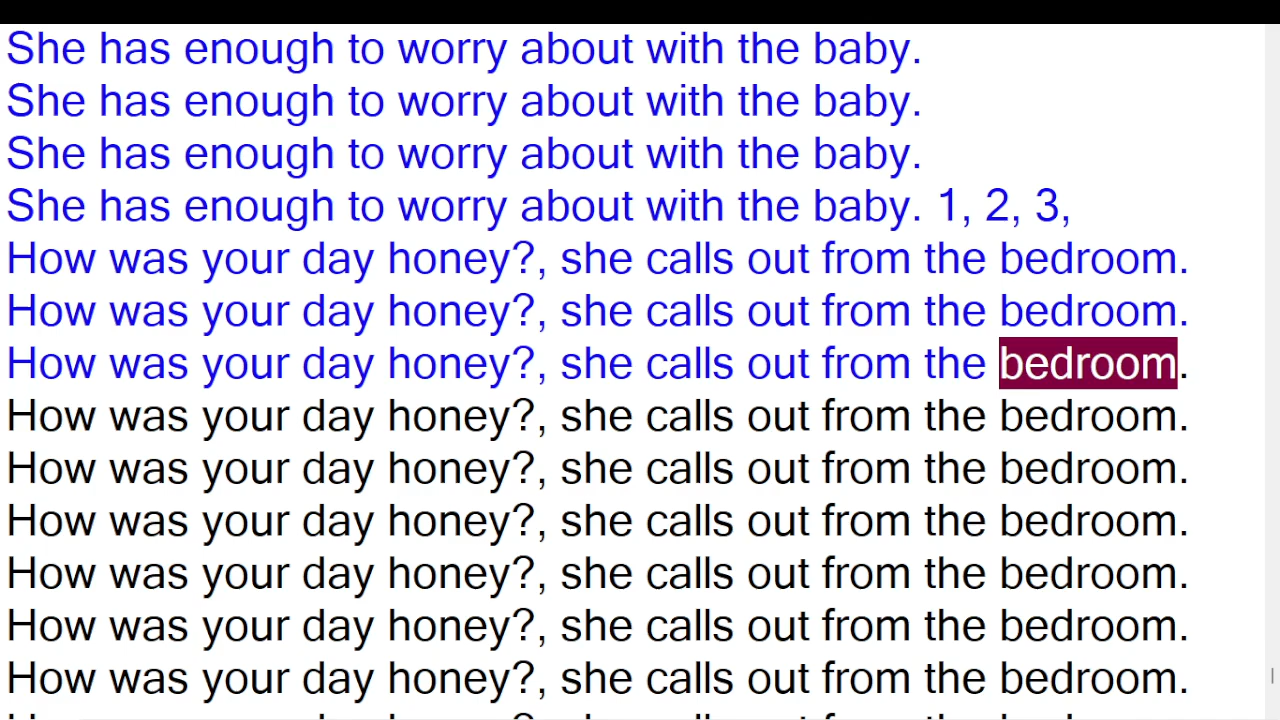 She has enough to worry about with the baby.
She has enough to worry about with the baby.
She has enough to worry about with the baby.
She has enough to worry about with the baby. 1, 2, 3,
How was your day honey?, she calls out from the bedroom.
How was your day honey?, she calls out from the bedroom.
How was your day honey?, she calls out from the bedroom.
How was your day honey?, she calls out from the bedroom.
How was your day honey?, she calls out from the bedroom.
How was your day honey?, she calls out from the bedroom.
How was your day honey?, she calls out from the bedroom.
How was your day honey?, she calls out from the bedroom.
How was your day honey?, she calls out from the bedroom.